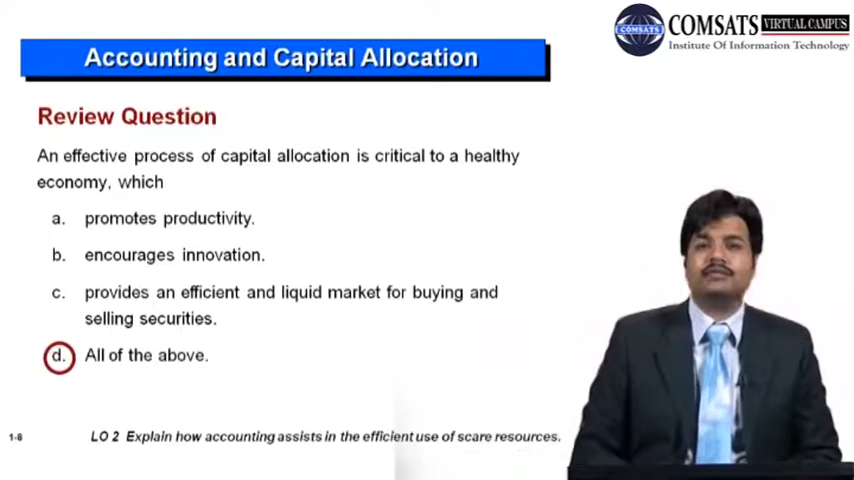 COMSATS
COMSATS VIRTUAL CAMPUS
Institute Of Information Technology
Accounting and Capital Allocation
Review Question
An effective process of capital allocation is critical to a healthy
economy, which
a. promotes productivity.
b. encourages innovation.
c. provides an efficient and liquid market for buying and
selling securities.
d. All of the above.
1-8
LO 2 Explain how accounting assists in the efficient use of scare resources.